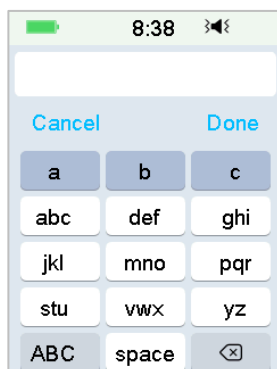 8:38
Cancel Done
a b c
abc def ghi
jkl mno pqr
stu vwx yz
ABC space